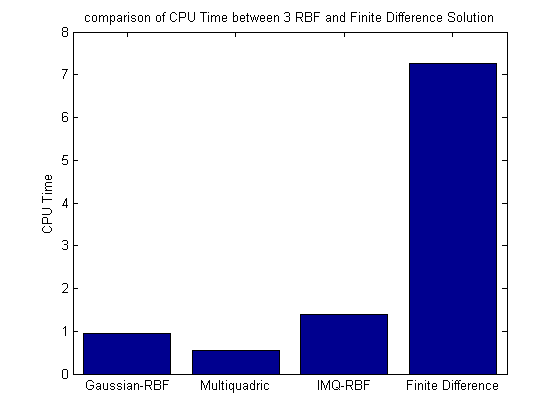 comparison of CPU Time between 3 RBF and Finite Difference Solution
8
7
6
5
4
3
2
1
0
CPU Time
Gaussian-RBF
Multiquadric
IMQ-RBF
Finite Difference